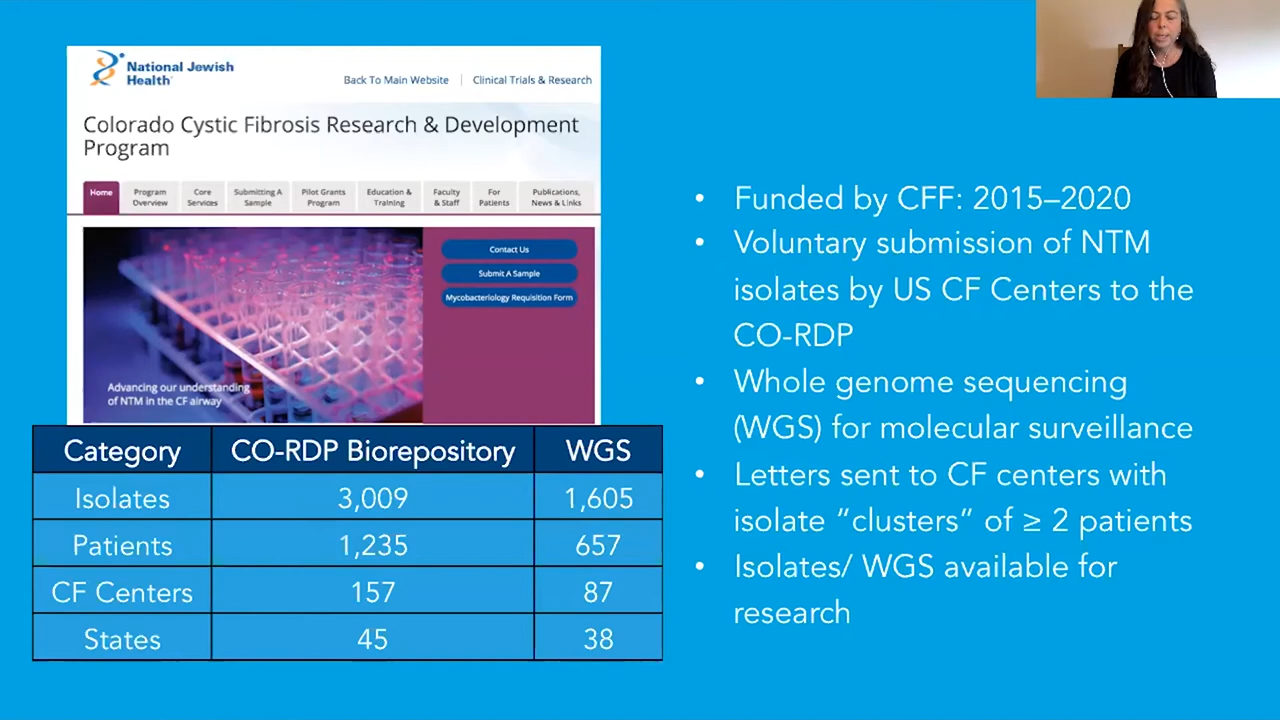 National Jewish
Health
Back To Main Website | Clinical Trials & Research
Colorado Cystic Fibrosis Research & Development
Program
Home
Program
Overview
Core
Services
Submitting A
Sample
Pilot Grants
Program
Education &
Training
Faculty
& Staff
For
Patients
Publications,
News & Links
Contact Us
Submit A Sample
Mycobacteriology Requisition Form
Advancing our understanding
of NTM in the CF airway
Category CO-RDP Biorepository WGS
Isolates 3,009 1,605
Patients 1,235 657
CF Centers 157 87
States 45 38
• Funded by CFF: 2015–2020
• Voluntary submission of NTM
isolates by US CF Centers to the
CO-RDP
• Whole genome sequencing
(WGS) for molecular surveillance
• Letters sent to CF centers with
isolate “clusters” of ≥ 2 patients
• Isolates/ WGS available for
research